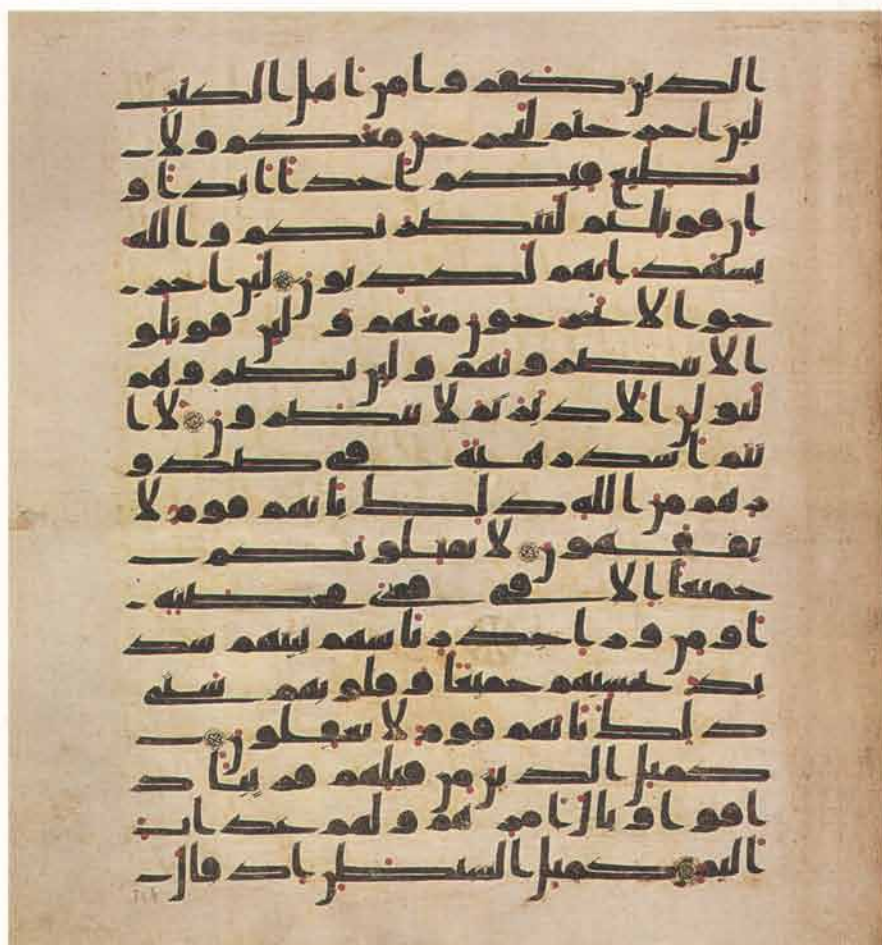 الذين كفروا من اهل الكتب
لئن اخرجتم لنخرجن معكم ولا
نطيع فيكم احدا ابدا و
ان قوتلتم لننصرنكم والله
يشهد انهم لكذبون لئن اخر
جوا لا يخرجون معهم ولئن قوتلو
ا لا ينصرونهم ولئن نصروهم
ليولن الادبر ثم لا ينصرون لا ا
نتم اشد رهبة في صدو
رهم من الله ذلك بانهم قوم لا
يفقهون لا يقتلونكم
جميعا الا في قرى محصنة
او من ورا جدر باسهم بينهم شد
يد تحسبهم جميعا وقلوبهم شتى
ذلك بانهم قوم لا يعقلون
كمثل الذين من قبلهم قريبا ذ
اقوا وبال امرهم ولهم عذاب
اليم كمثل الشيطن اذ قال